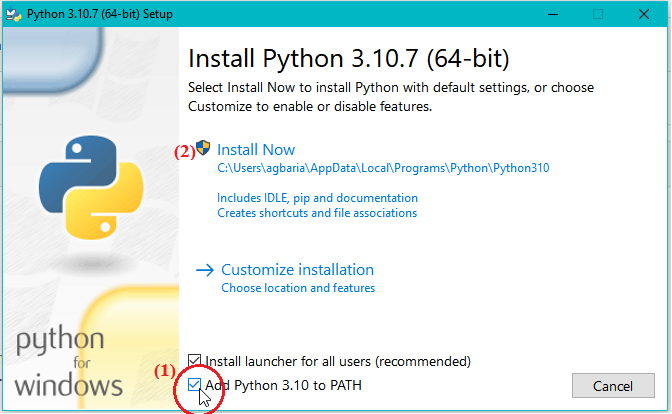 Python 3.10.7 (64-bit) Setup
Install Python 3.10.7 (64-bit)
Select Install Now to install Python with default settings, or choose
Customize to enable or disable features.
(2) Install Now
C:\Users\agbaria\AppData\Local\Programs\Python\Python310
Includes IDLE, pip and documentation
Creates shortcuts and file associations
Customize installation
Choose location and features
python
for
windows
Install launcher for all users (recommended)
(1)
Add Python 3.10 to PATH
Cancel